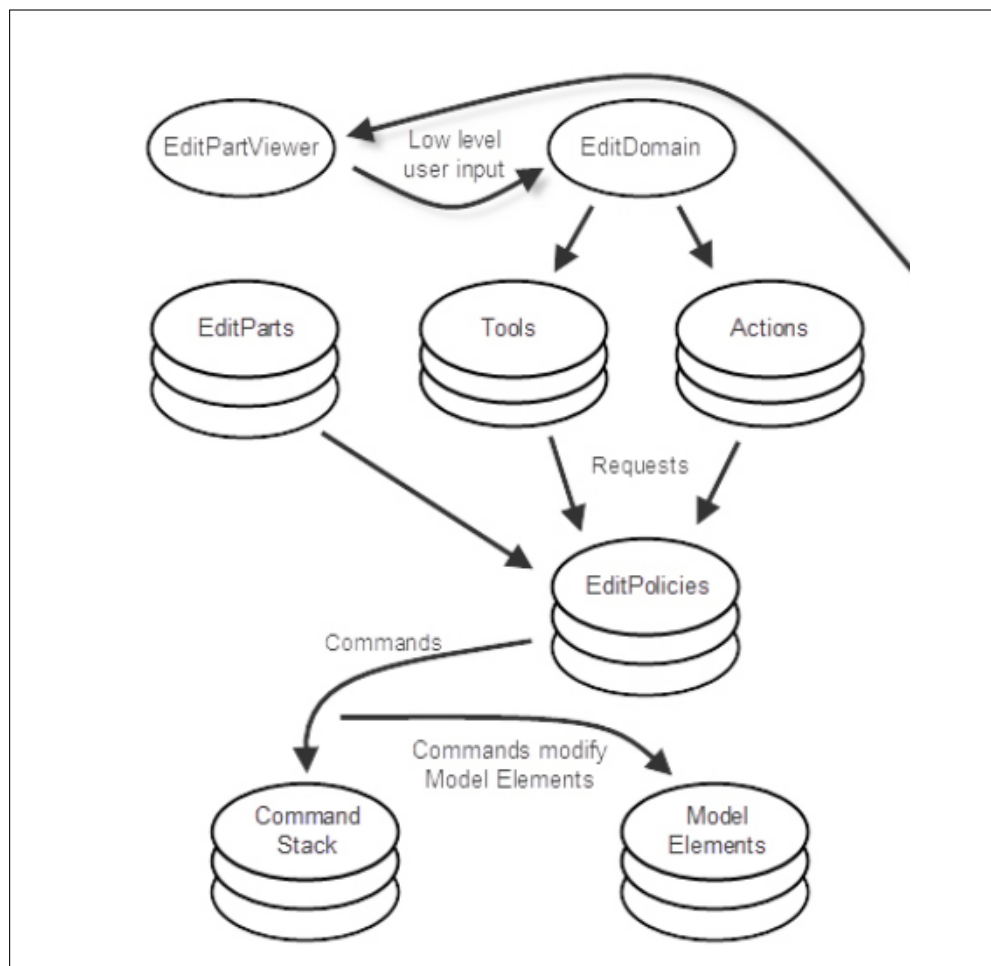 EditPartViewer
Low level
user input
EditDomain
EditParts
Tools
Actions
Requests
EditPolicies
Commands
Commands modify
Model Elements
Command
Stack
Model
Elements